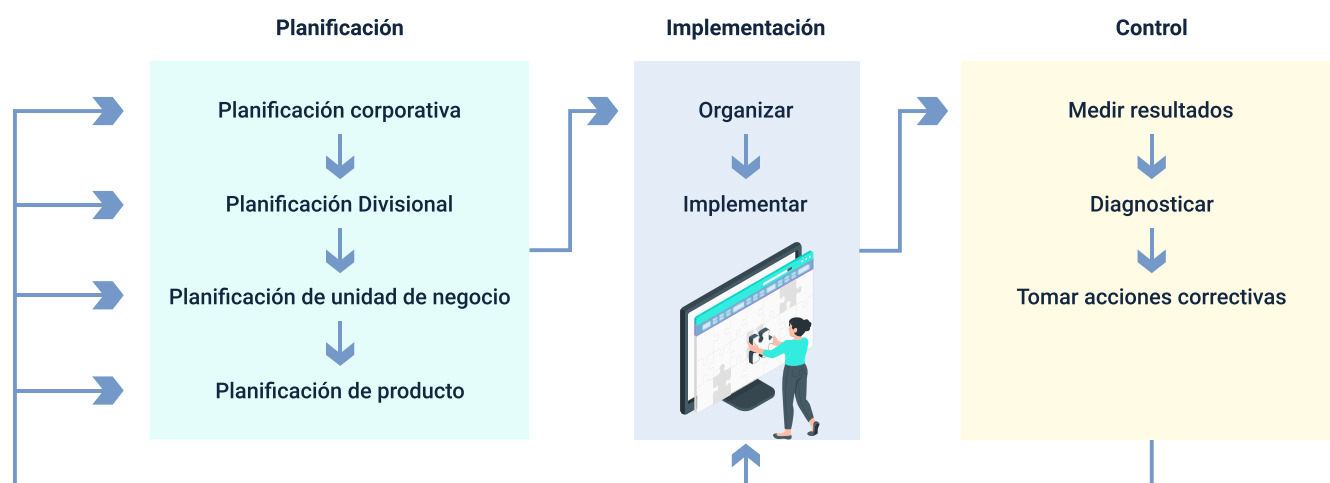 Planificación
Implementación
Control
Planificación corporativa
Planificación Divisional
Planificación de unidad de negocio
Planificación de producto
Organizar
Implementar
Medir resultados
Diagnosticar
Tomar acciones correctivas